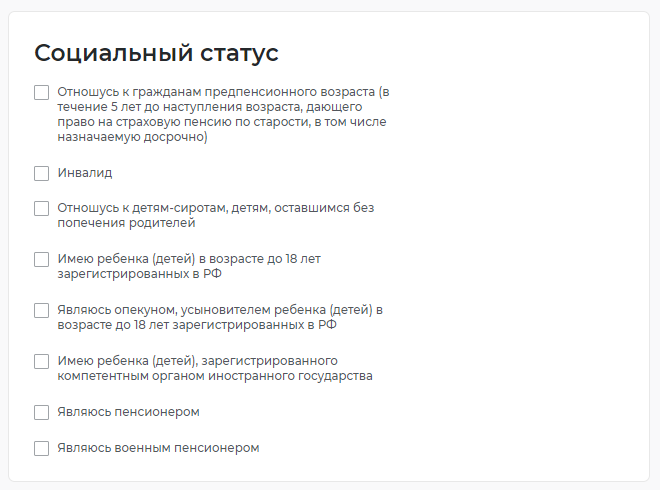 Социальный статус
Отношусь к гражданам предпенсионного возраста (в
течение 5 лет до наступления возраста, дающего
право на страховую пенсию по старости, в том числе
назначаемую досрочно)
Инвалид
Отношусь к детям-сиротам, детям, оставшимся без
попечения родителей
Имею ребенка (детей) в возрасте до 18 лет
зарегистрированных в РФ
Являюсь опекуном, усыновителем ребенка (детей) в
возрасте до 18 лет зарегистрированных в РФ
Имею ребенка (детей), зарегистрированного
компетентным органом иностранного государства
Являюсь пенсионером
Являюсь военным пенсионером